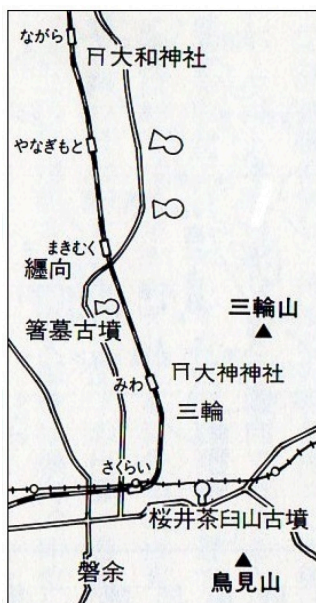 ながら
大和神社
やなぎもと
まきむく
纒向
箸墓古墳
三輪山
みわ
大神神社
三輪
さくらい
桜井茶臼山古墳
磐余
鳥見山